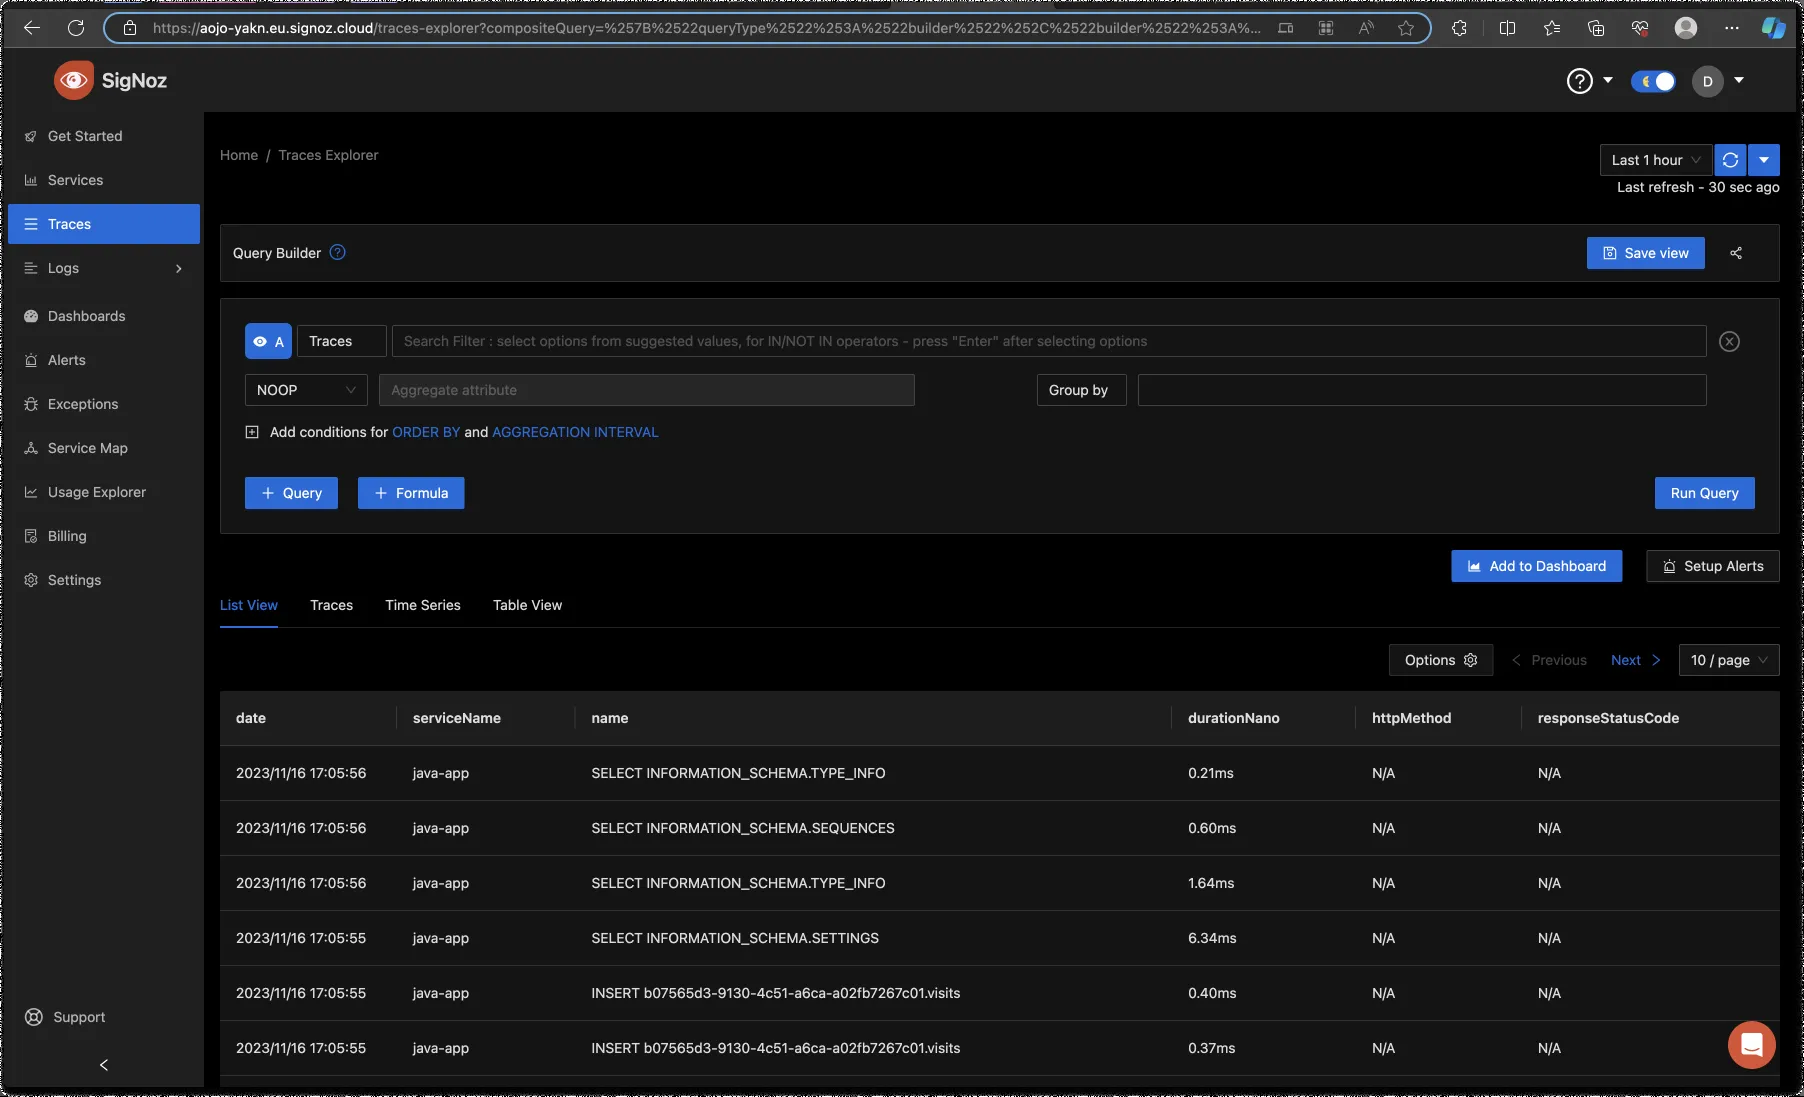 https://aojo-yakn.eu.signoz.cloud/traces-explorer?compositeQuery=%257B%2522queryType%2522%253A%2522builder%2522%252C%2522builder%2522%253A%...
SigNoz
D
Get Started
Services
Traces
Logs
Dashboards
Alerts
Exceptions
Service Map
Usage Explorer
Billing
Settings
Support
Home / Traces Explorer
Last 1 hour
Last refresh - 30 sec ago
Query Builder
Save view
A Traces Search Filter : select options from suggested values, for IN/NOT IN operators - press "Enter" after selecting options
NOOP Aggregate attribute Group by
Add conditions for ORDER BY and AGGREGATION INTERVAL
+ Query + Formula Run Query
Add to Dashboard Setup Alerts
List View Traces Time Series Table View
Options < Previous Next > 10 / page
date serviceName name durationNano httpMethod responseStatusCode
2023/11/16 17:05:56 java-app SELECT INFORMATION_SCHEMA.TYPE_INFO 0.21ms N/A N/A
2023/11/16 17:05:56 java-app SELECT INFORMATION_SCHEMA.SEQUENCES 0.60ms N/A N/A
2023/11/16 17:05:56 java-app SELECT INFORMATION_SCHEMA.TYPE_INFO 1.64ms N/A N/A
2023/11/16 17:05:55 java-app SELECT INFORMATION_SCHEMA.SETTINGS 6.34ms N/A N/A
2023/11/16 17:05:55 java-app INSERT b07565d3-9130-4c51-a6ca-a02fb7267c01.visits 0.40ms N/A N/A
2023/11/16 17:05:55 java-app INSERT b07565d3-9130-4c51-a6ca-a02fb7267c01.visits 0.37ms N/A N/A